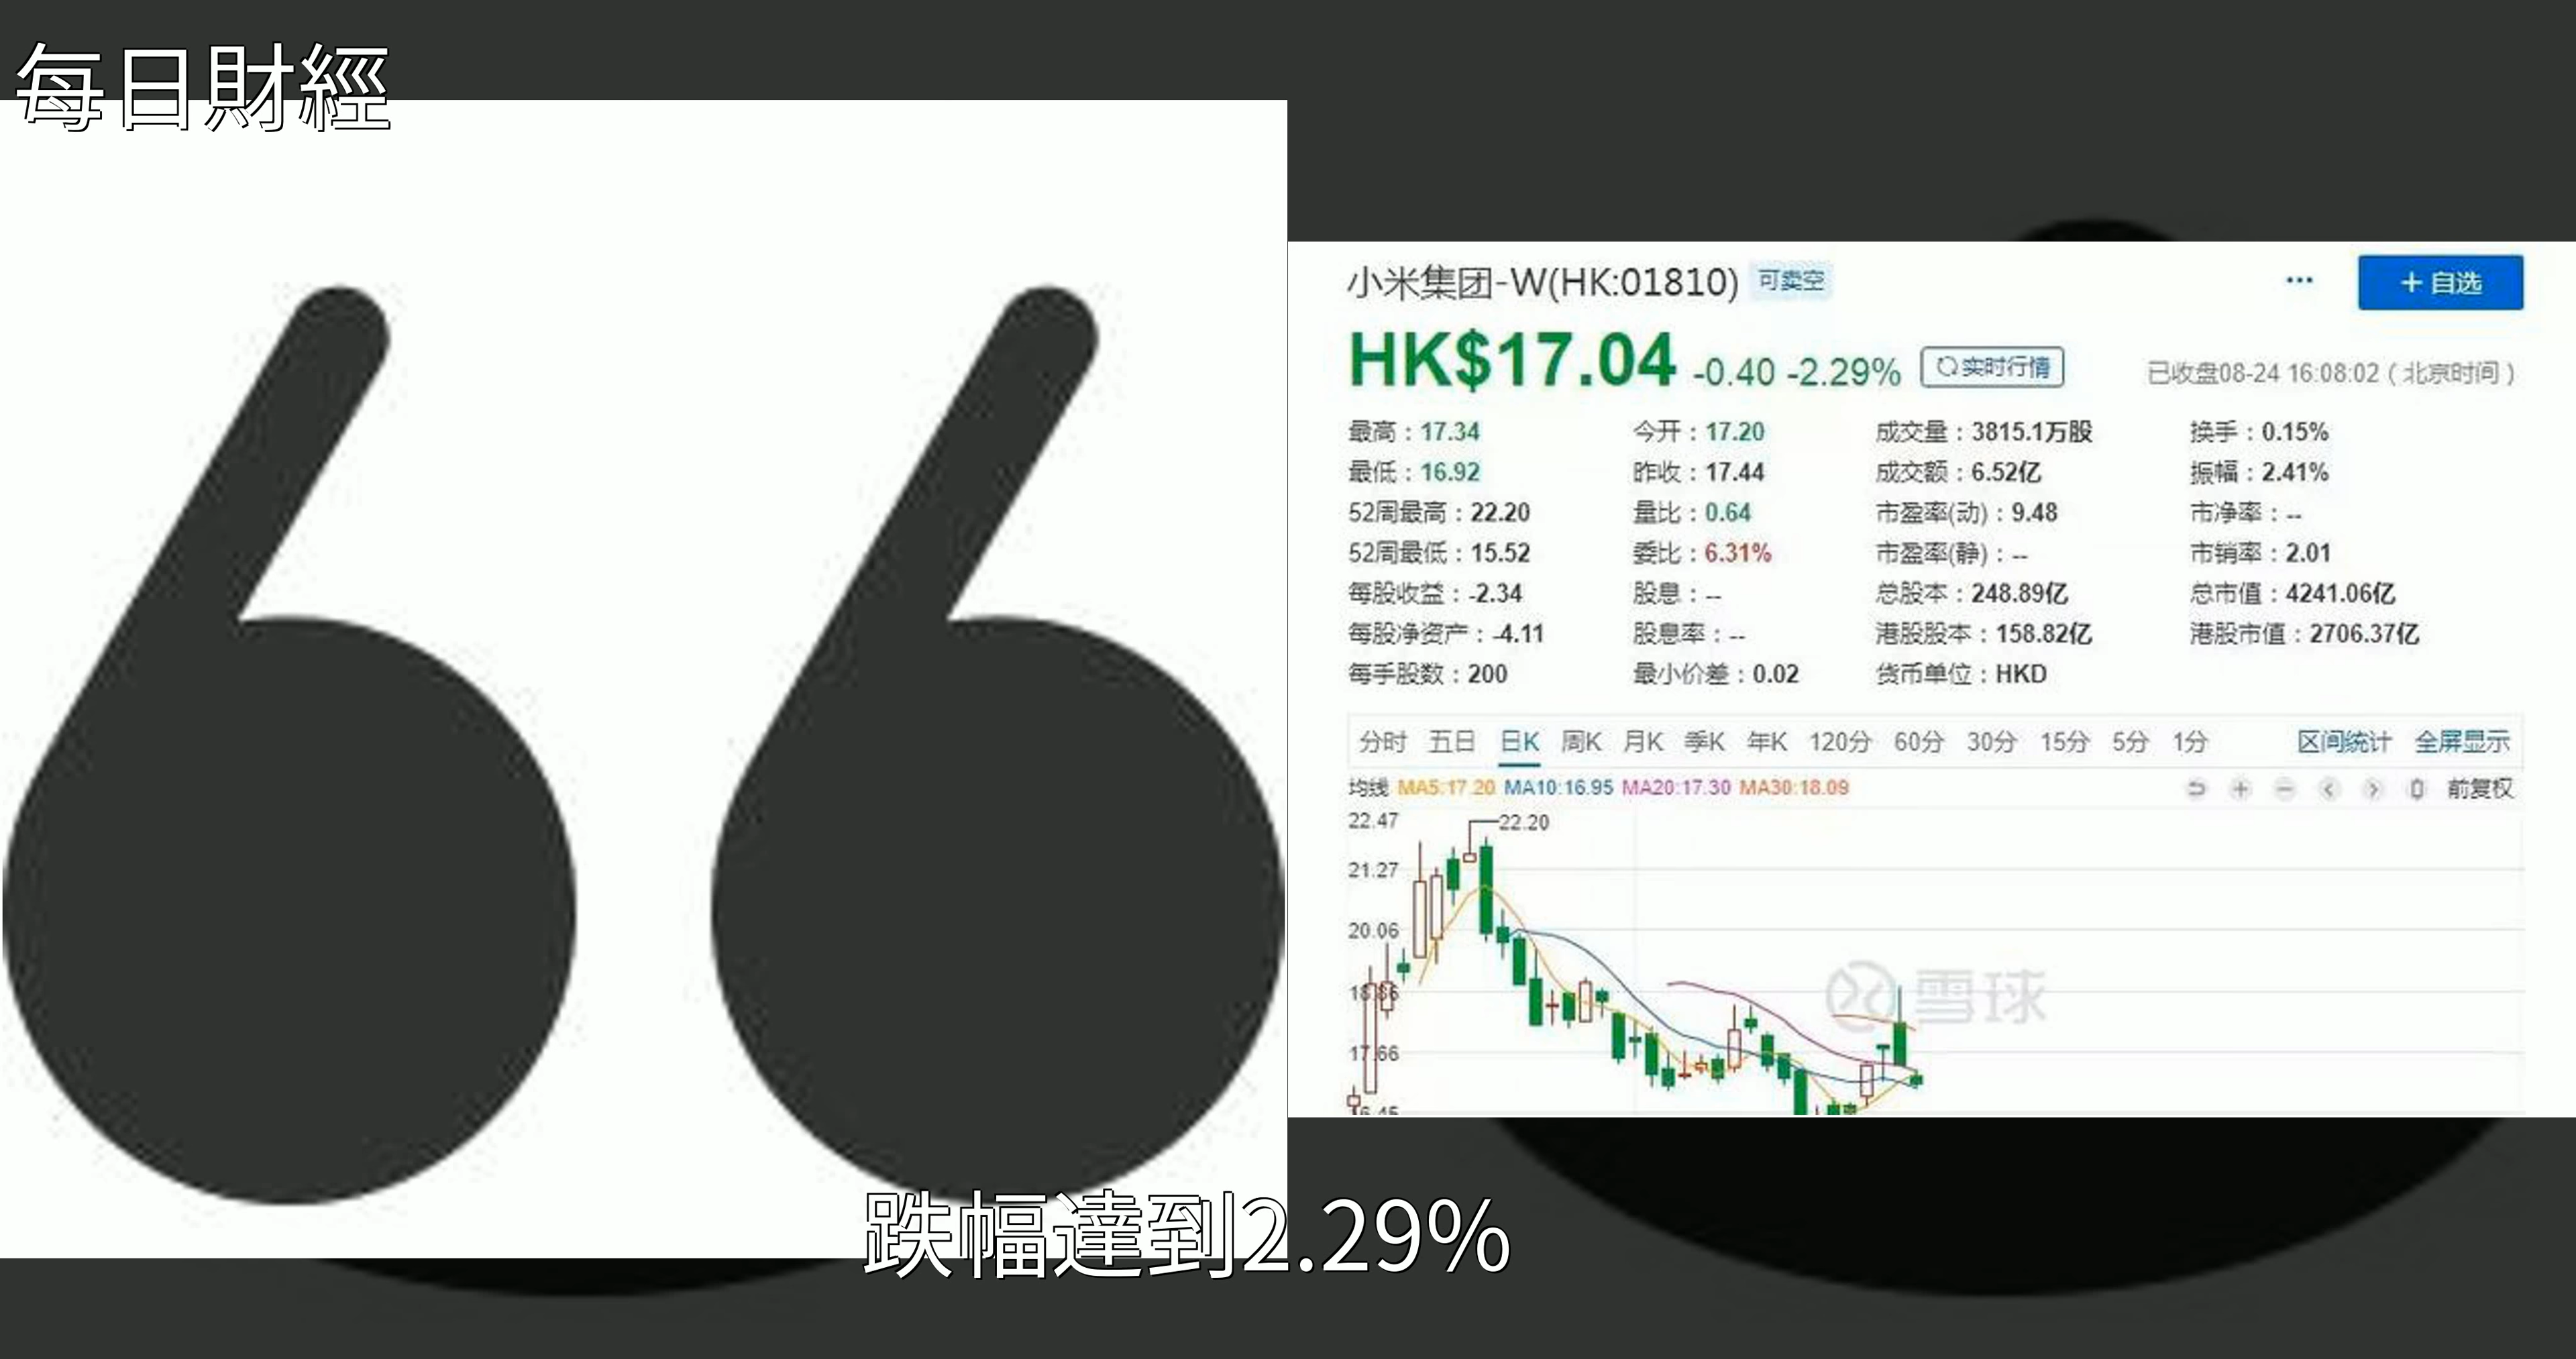 每日財經
小米集团-W(HK:01810) 可卖空 ... +自选
HK$17.04 -0.40 -2.29% 实时行情 已收盘08-24 16:08:02（北京时间）
最高：17.34 今开：17.20 成交量：3815.1万股 换手：0.15%
最低：16.92 昨收：17.44 成交额：6.52亿 振幅：2.41%
52周最高：22.20 量比：0.64 市盈率(动)：9.48 市净率：--
52周最低：15.52 委比：6.31% 市盈率(静)：-- 市销率：2.01
每股收益：-2.34 股息：-- 总股本：248.89亿 总市值：4241.06亿
每股净资产：-4.11 股息率：-- 港股股本：158.82亿 港股市值：2706.37亿
每手股数：200 最小价差：0.02 货币单位：HKD
分时 五日 日K 周K 月K 季K 年K 120分 60分 30分 15分 5分 1分 区间统计 全屏显示
均线 MA5:17.20 MA10:16.95 MA20:17.30 MA30:18.09 前复权
22.47
22.20
21.27
20.06
18.86
雪球
17.66
16.45
跌幅達到2.29%